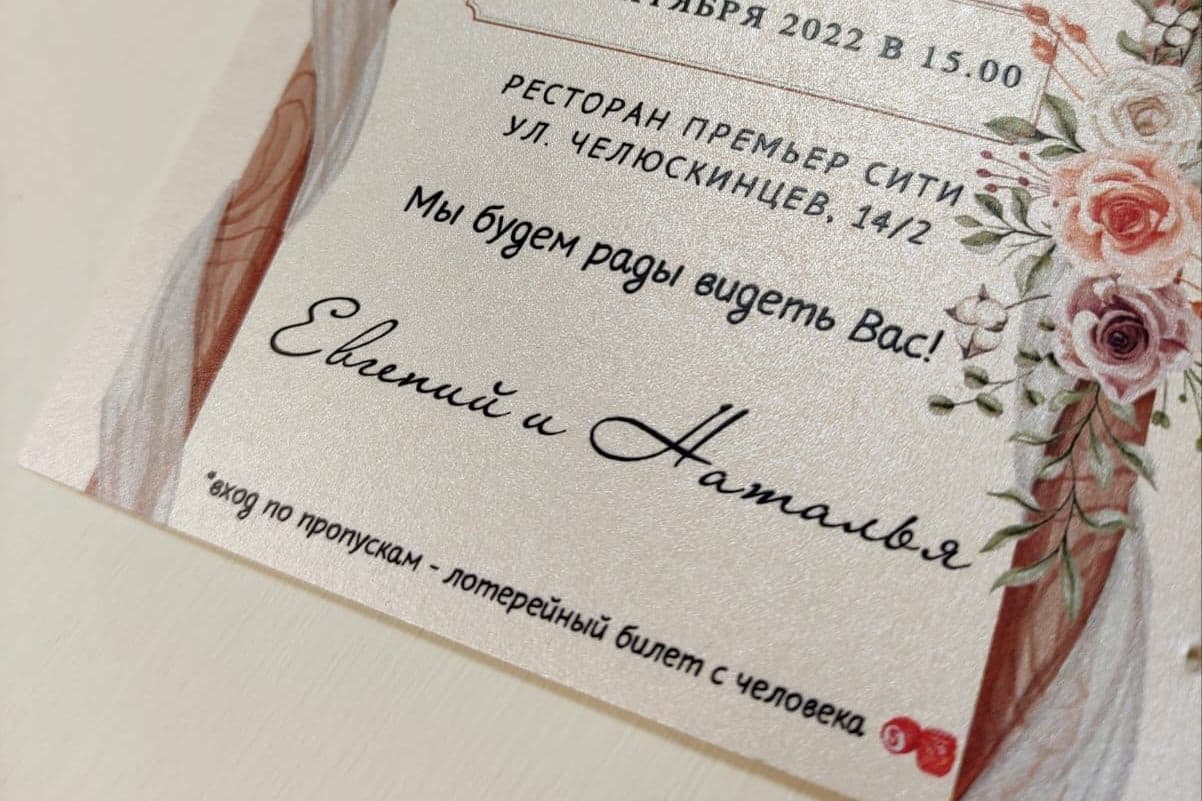 2022 В 15.00
РЕСТОРАН ПРЕМЬЕР СИТИ
УЛ. ЧЕЛЮСКИНЦЕВ, 14/2
Мы будем рады видеть Вас!
Евгений и Наталья
*вход по пропускам - лотерейный билет с человека